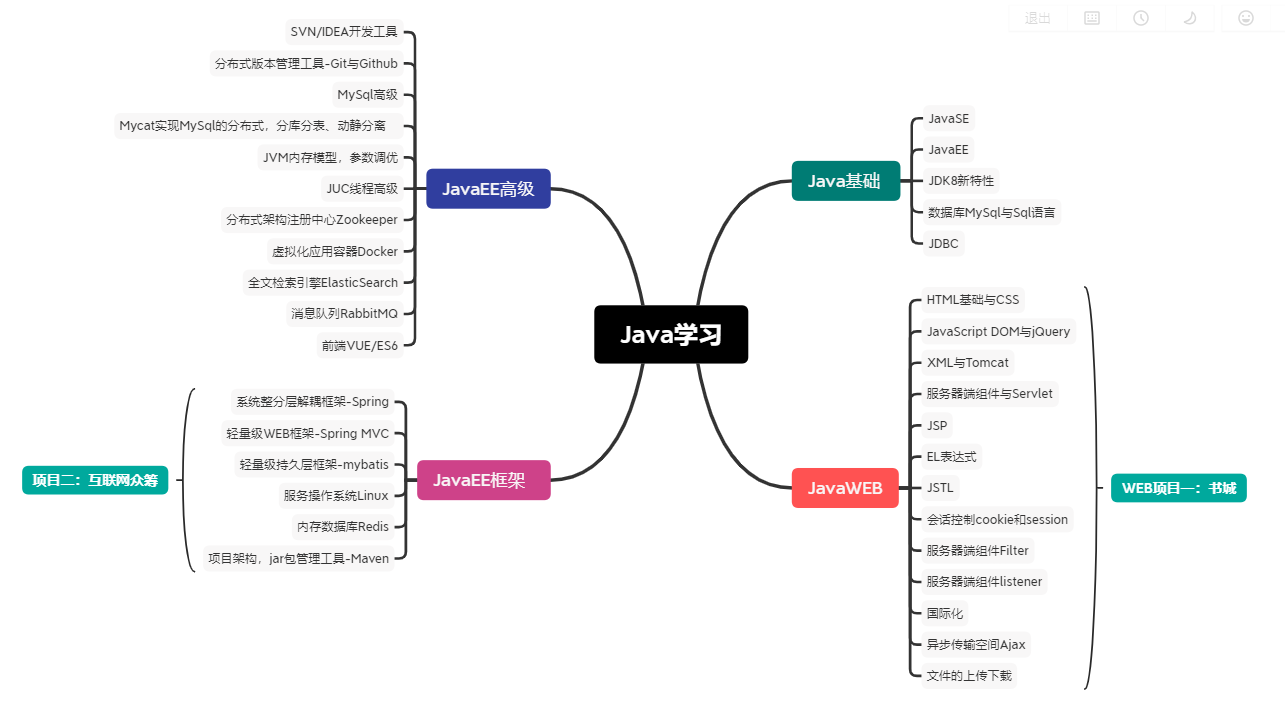 退出
Java学习
Java基础
JavaSE
JavaEE
JDK8新特性
数据库MySql与Sql语言
JDBC
JavaWEB
HTML基础与CSS
JavaScript DOM与jQuery
XML与Tomcat
服务器端组件与Servlet
JSP
EL表达式
JSTL
会话控制cookie和session
服务器端组件Filter
服务器端组件listener
国际化
异步传输空间Ajax
文件的上传下载
WEB项目一：书城
JavaEE高级
SVN/IDEA开发工具
分布式版本管理工具-Git与Github
MySql高级
Mycat实现MySql的分布式，分库分表、动静分离
JVM内存模型，参数调优
JUC线程高级
分布式架构注册中心Zookeeper
虚拟化应用容器Docker
全文检索引擎ElasticSearch
消息队列RabbitMQ
前端VUE/ES6
JavaEE框架
系统整分层解耦框架-Spring
轻量级WEB框架-Spring MVC
轻量级持久层框架-mybatis
服务操作系统Linux
内存数据库Redis
项目架构，jar包管理工具-Maven
项目二：互联网众筹